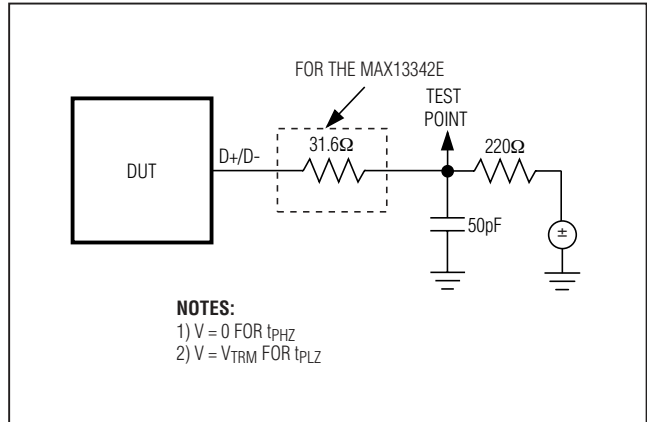 FOR THE MAX13342E
TEST
POINT
31.6Ω
220Ω
D+/D-
DUT
50pF
±
NOTES:
1) V = 0 FOR tPHZ
2) V = VTRM FOR tPLZ